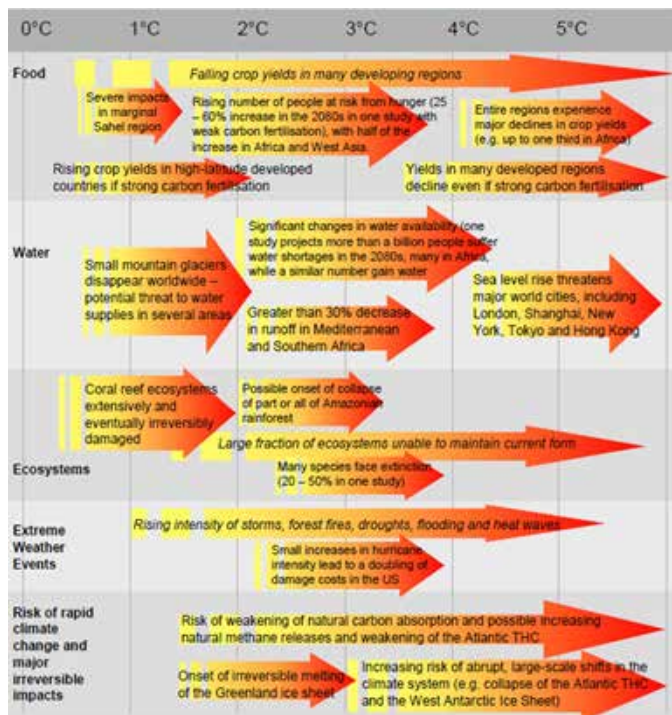 0°C 1°C 2°C 3°C 4°C 5°C
Food
Falling crop yields in many developing regions
Severe impacts
in marginal
Sahel region
Rising number of people at risk from hunger (25
– 60% increase in the 2080s in one study with
weak carbon fertilisation), with half of the
increase in Africa and West Asia.
Entire regions experience
major declines in crop yields
(e.g. up to one third in Africa)
Rising crop yields in high-latitude developed
countries if strong carbon fertilisation
Yields in many developed regions
decline even if strong carbon fertilisation
Water
Small mountain glaciers
disappear worldwide –
potential threat to water
supplies in several areas
Significant changes in water availability (one
study projects more than a billion people suffer
water shortages in the 2080s, many in Africa,
while a similar number gain water
Greater than 30% decrease
in runoff in Mediterranean
and Southern Africa
Sea level rise threatens
major world cities, including
London, Shanghai, New
York, Tokyo and Hong Kong
Ecosystems
Coral reef ecosystems
extensively and
eventually irreversibly
damaged
Possible onset of collapse
of part or all of Amazonian
rainforest
Large fraction of ecosystems unable to maintain current form
Many species face extinction
(20 – 50% in one study)
Extreme
Weather
Events
Rising intensity of storms, forest fires, droughts, flooding and heat waves
Small increases in hurricane
intensity lead to a doubling of
damage costs in the US
Risk of rapid
climate
change and
major
irreversible
impacts
Risk of weakening of natural carbon absorption and possible increasing
natural methane releases and weakening of the Atlantic THC
Onset of irreversible melting
of the Greenland ice sheet
Increasing risk of abrupt, large-scale shifts in the
climate system (e.g. collapse of the Atlantic THC
and the West Antarctic Ice Sheet)